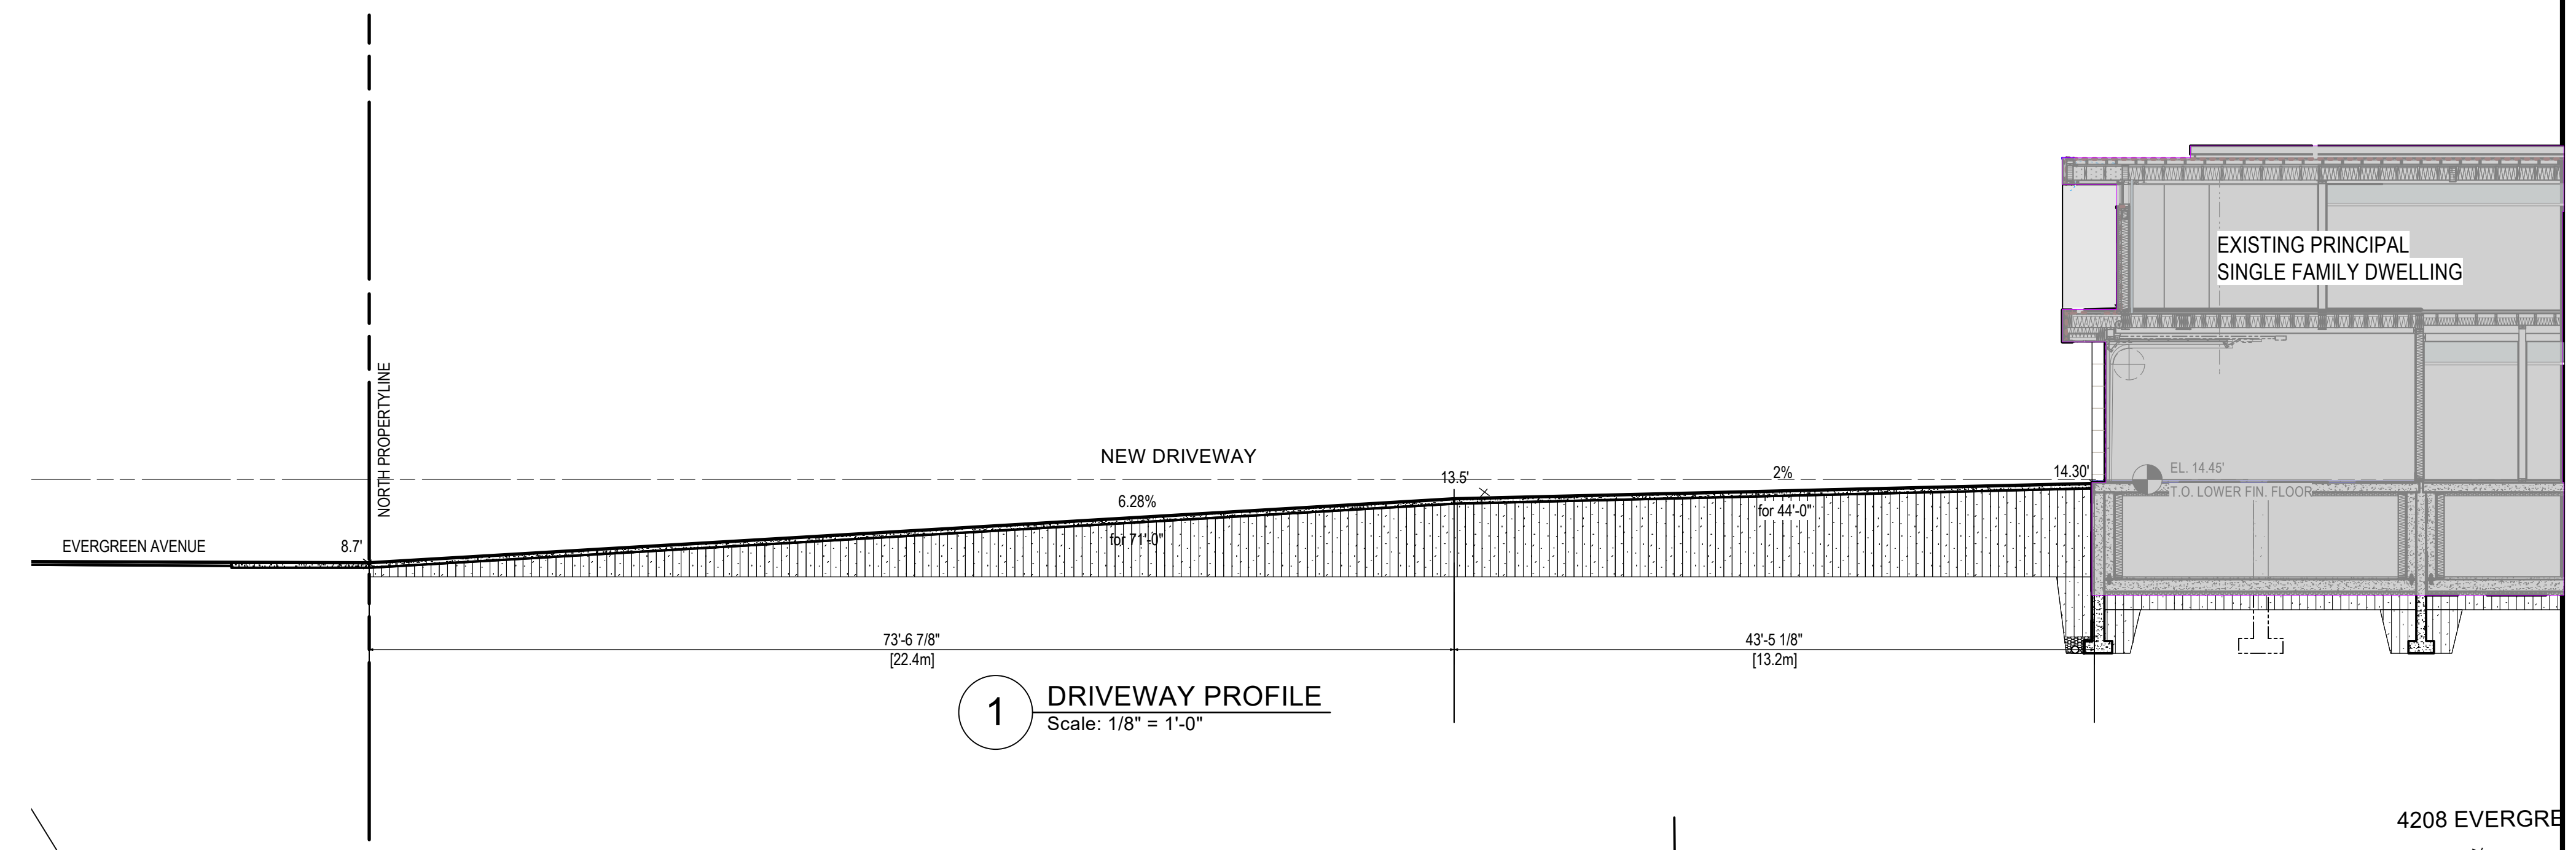 EXISTING PRINCIPAL
SINGLE FAMILY DWELLING
NORTH PROPERTYLINE
NEW DRIVEWAY
13.5'
2%
14.30'
EL. 14.45'
T.O. LOWER FIN. FLOOR
6.28%
for 44'-0"
for 71'-0"
EVERGREEN AVENUE
8.7'
73'-6 7/8"
[22.4m]
43'-5 1/8"
[13.2m]
1
DRIVEWAY PROFILE
Scale: 1/8" = 1'-0"
4208 EVERGRE